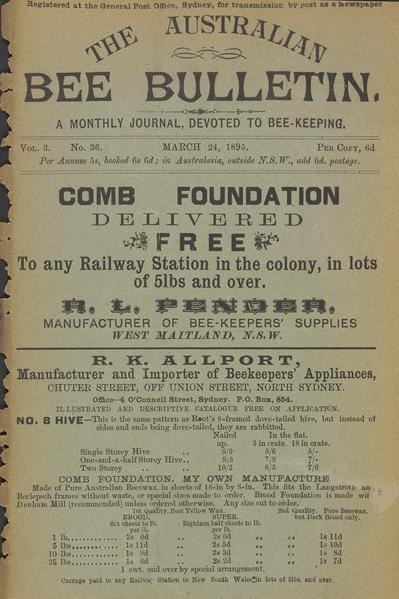 Registered at the General Post Office, Sydney, for transmission by post as a Newspaper
THE AUSTRALIAN
BEE BULLETIN.
A MONTHLY JOURNAL, DEVOTED TO BEE-KEEPING.
VOL. 3. No. 36. MARCH 24, 1895. PER COPY, 6d
Per Annum 5s, booked 6s 6d; in Australasia, outside N.S.W., add 6d. postage.
COMB FOUNDATION
DELIVERED
FREE
To any Railway Station in the colony, in lots
of 5lbs and over.
R. L. PENDER,
MANUFACTURER OF BEE-KEEPERS' SUPPLIES
WEST MAITLAND, N.S.W.
R. K. ALLPORT,
Manufacturer and Importer of Beekeepers' Appliances,
CHUTER STREET, OFF UNION STREET, NORTH SYDNEY.
Office—4 O'Connell Street, Sydney. P.O. Box, 854.
ILLUSTRATED AND DESCRIPTIVE CATALOGUE FREE ON APPLICATION.
NO. 8 HIVE—This is the same pattern as Root's 8-framed dove-tailed hive, but instead of
sides and ends being dove-tailed, they are rabbitted.
Nailed In the flat.
up. 3 in crate. 18 in crate.
Single Storey Hive .. 6/9 5/6 5/-
One-and-a-half Storey Hive.. 9/3 7/9 7/-
Two Storey .. .. 10/3 8/3 7/6
COMB FOUNDATION. MY OWN MANUFACTURE
Made of Pure Australian Beeswax, in sheets of 16-in by 8-in. This fits the Langstroth an
Berlepsch frames without waste, or special sizes made to order. Brood Foundation is made wit
Denham Mill (recommended) unless ordered otherwise. Any size cut to order.
1st Quality, Best Yellow Wax. 2nd Quality. Pure Beeswax.
BROOD, SUPER. but Dark Brood only.
Six sheets to lb. Eighteen half sheets to lb.
per lb. per lb.
1 lb. 2s 0d .. 2s 6d .. .. 1s 11d
5 lbs 1s 11d .. 2s 5d .. .. 1s 10d
10 lbs 1s 9d .. 2s 3d .. .. 1s 8d
35 lbs 1s 8d .. 2s 2d .. .. 1s 7d
1 cwt. and over by special arrangement.
Carriage paid to any Railway Station in New South Wales in lots of 5lbs. and over.